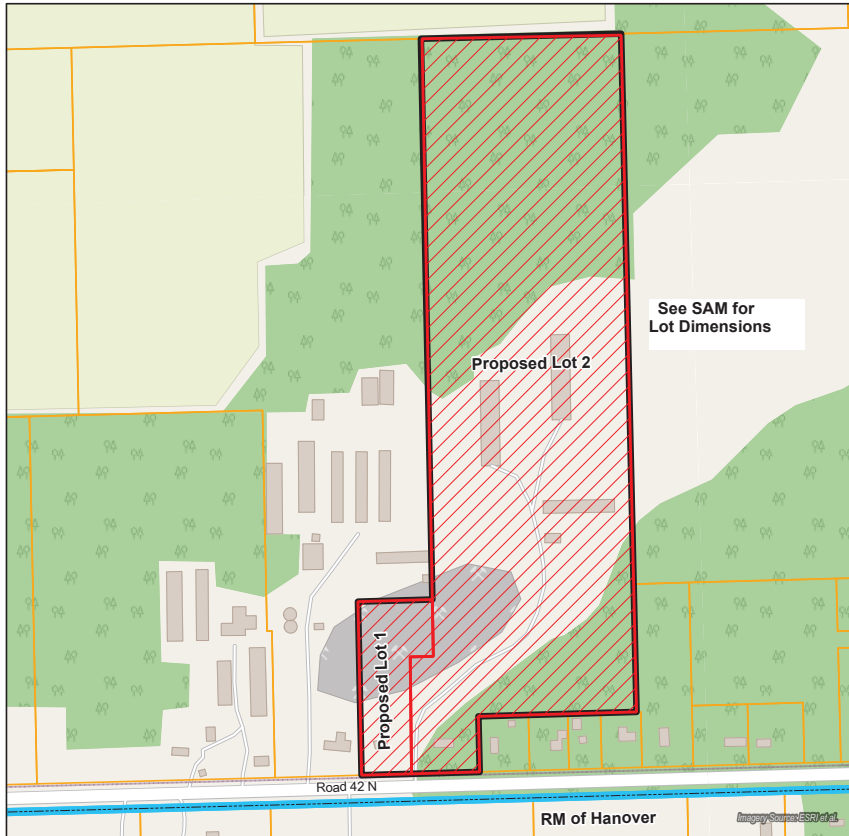 See SAM for
Lot Dimensions
Proposed Lot 2
Proposed Lot 1
Road 42 N
RM of Hanover
Imagery Source: ESRI et al.